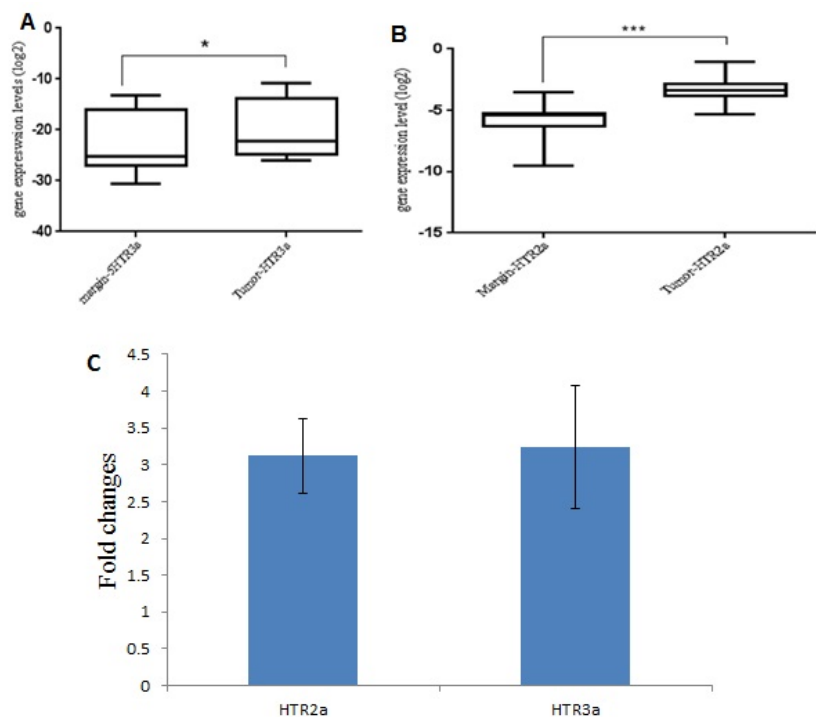 A
B
*
***
gene expreswsion levels (log2)
0
-10
-20
-30
-40
margin-5HTR3a
Tumor-HTR3a
gene expression level (log2)
0
-5
-10
-15
Margin-HTR2a
Tumor-HTR2a
C
Fold changes
4.5
4
3.5
3
2.5
2
1.5
1
0.5
0
HTR2a
HTR3a